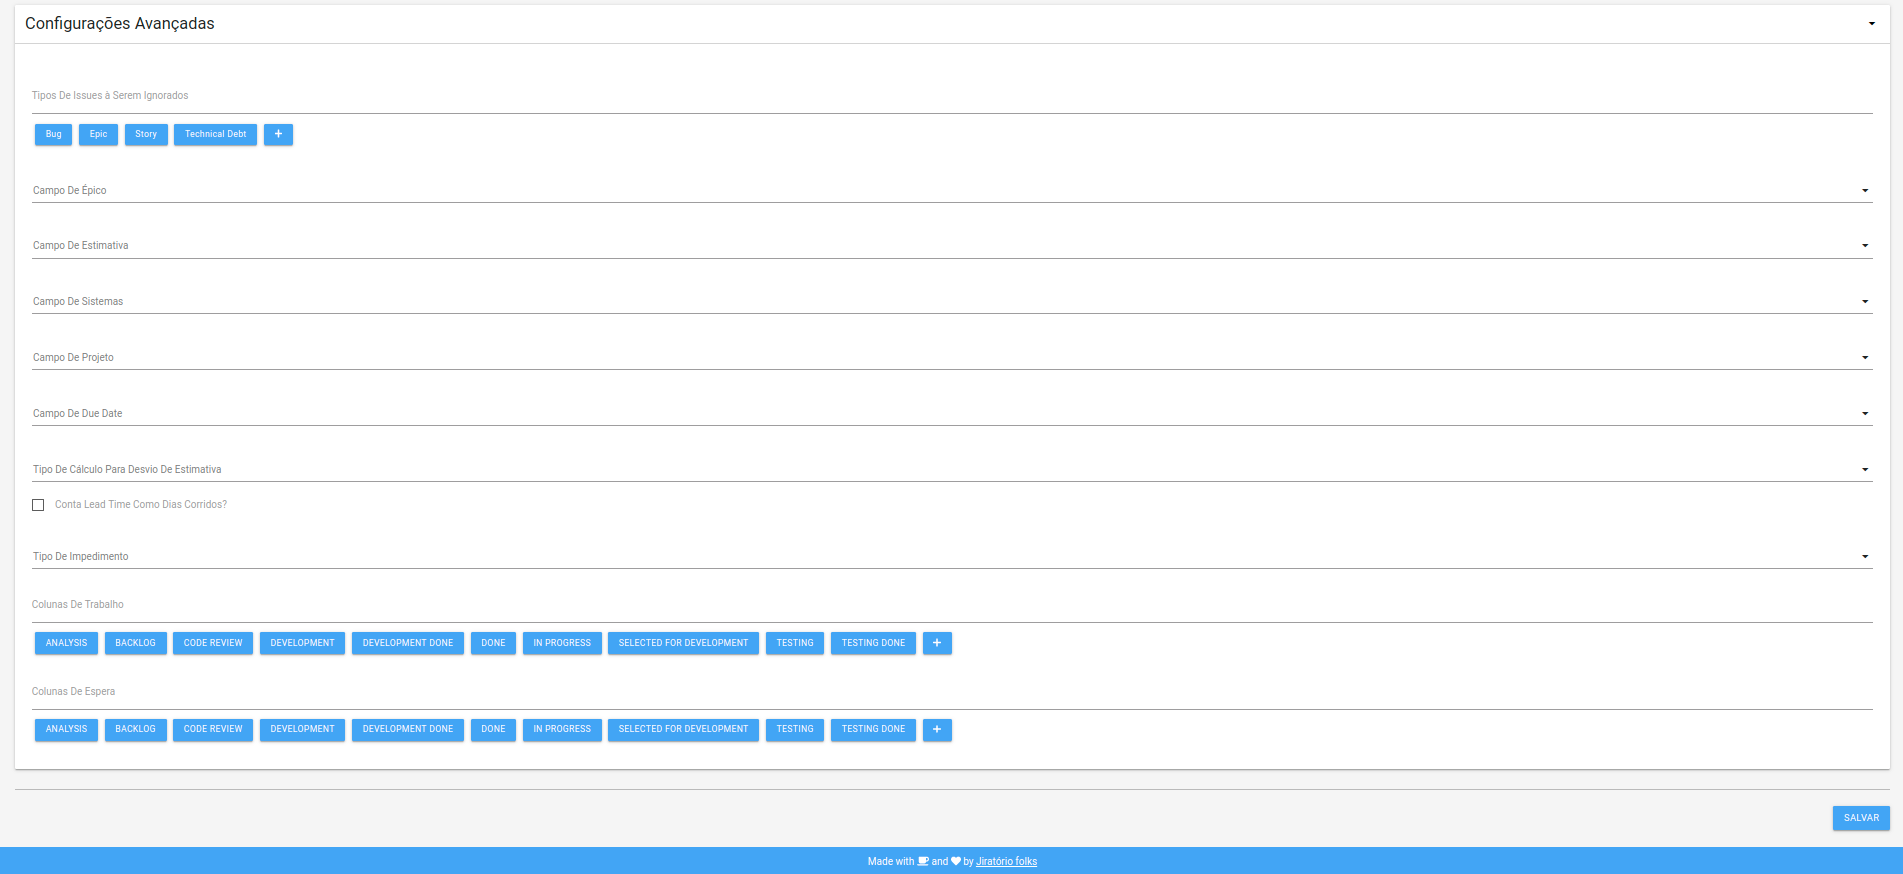 Configurações Avançadas
Tipos De Issues à Serem Ignorados
Bug Epic Story Technical Debt +
Campo De Épico
Campo De Estimativa
Campo De Sistemas
Campo De Projeto
Campo De Due Date
Tipo De Cálculo Para Desvio De Estimativa
Conta Lead Time Como Dias Corridos?
Tipo De Impedimento
Colunas De Trabalho
ANALYSIS BACKLOG CODE REVIEW DEVELOPMENT DEVELOPMENT DONE DONE IN PROGRESS SELECTED FOR DEVELOPMENT TESTING TESTING DONE +
Colunas De Espera
ANALYSIS BACKLOG CODE REVIEW DEVELOPMENT DEVELOPMENT DONE DONE IN PROGRESS SELECTED FOR DEVELOPMENT TESTING TESTING DONE +
SALVAR
Made with and by Jiratório folks